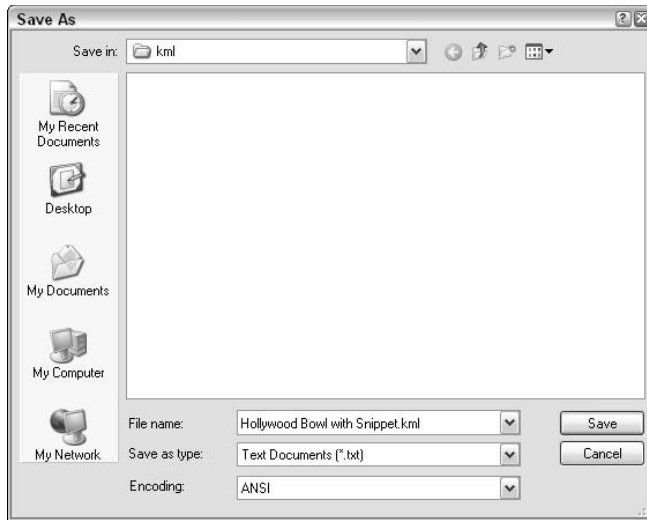 Save As
Save in:
kml
My Recent
Documents
Desktop
My Documents
My Computer
My Network
File name:
Hollywood Bowl with Snippet.kml
Save
Save as type:
Text Documents (*.txt)
Cancel
Encoding:
ANSI